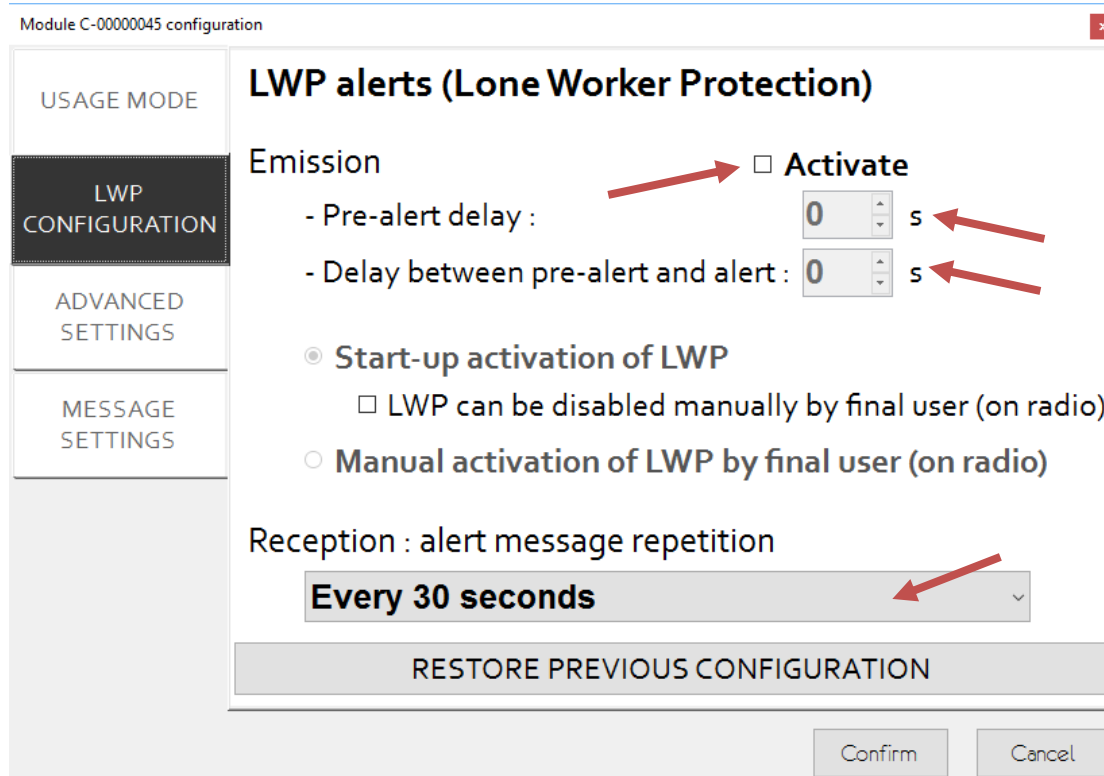 Module C-00000045 configuration
USAGE MODE
LWP
CONFIGURATION
ADVANCED
SETTINGS
MESSAGE
SETTINGS
LWP alerts (Lone Worker Protection)
Emission
Activate
- Pre-alert delay : 0 s
- Delay between pre-alert and alert : 0 s
Start-up activation of LWP
LWP can be disabled manually by final user (on radio)
Manual activation of LWP by final user (on radio)
Reception : alert message repetition
Every 30 seconds
RESTORE PREVIOUS CONFIGURATION
Confirm
Cancel